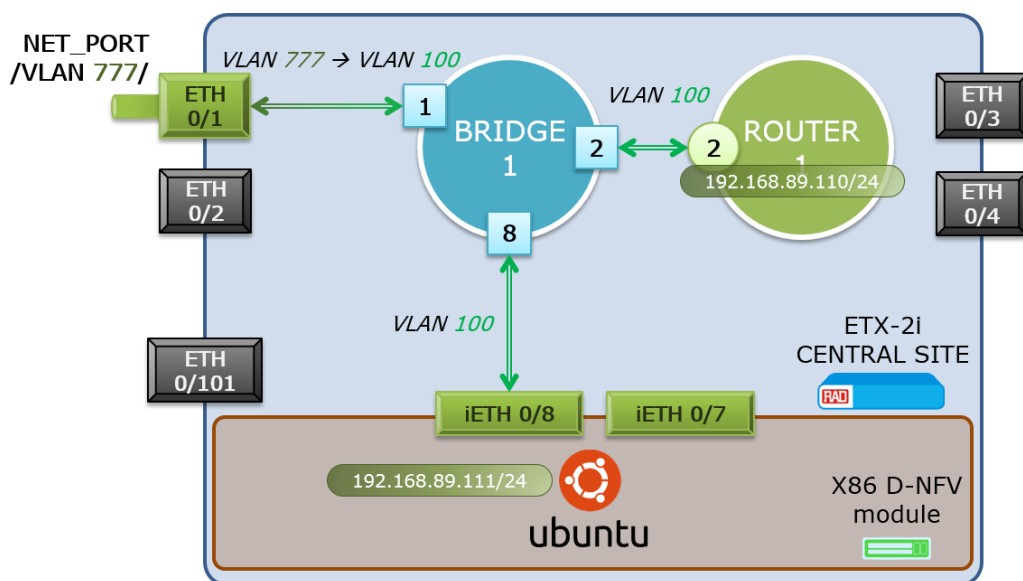 NET_PORT
/VLAN 777/
VLAN 777 → VLAN 100
ETH
0/1
1
BRIDGE
1
2
VLAN 100
2
ROUTER
1
192.168.89.110/24
ETH
0/3
ETH
0/2
ETH
0/4
8
VLAN 100
ETH
0/101
ETX-2i
CENTRAL SITE
RAD
iETH 0/8
iETH 0/7
192.168.89.111/24
ubuntu
X86 D-NFV
module